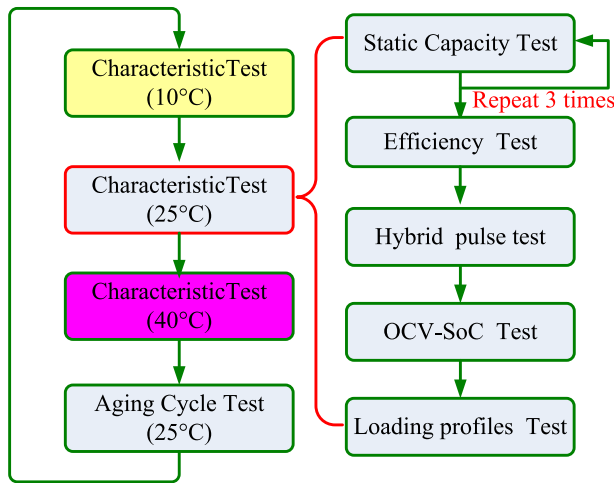 CharacteristicTest
(10°C)
CharacteristicTest
(25°C)
CharacteristicTest
(40°C)
Aging Cycle Test
(25°C)
Static Capacity Test
Repeat 3 times
Efficiency Test
Hybrid pulse test
OCV-SoC Test
Loading profiles Test